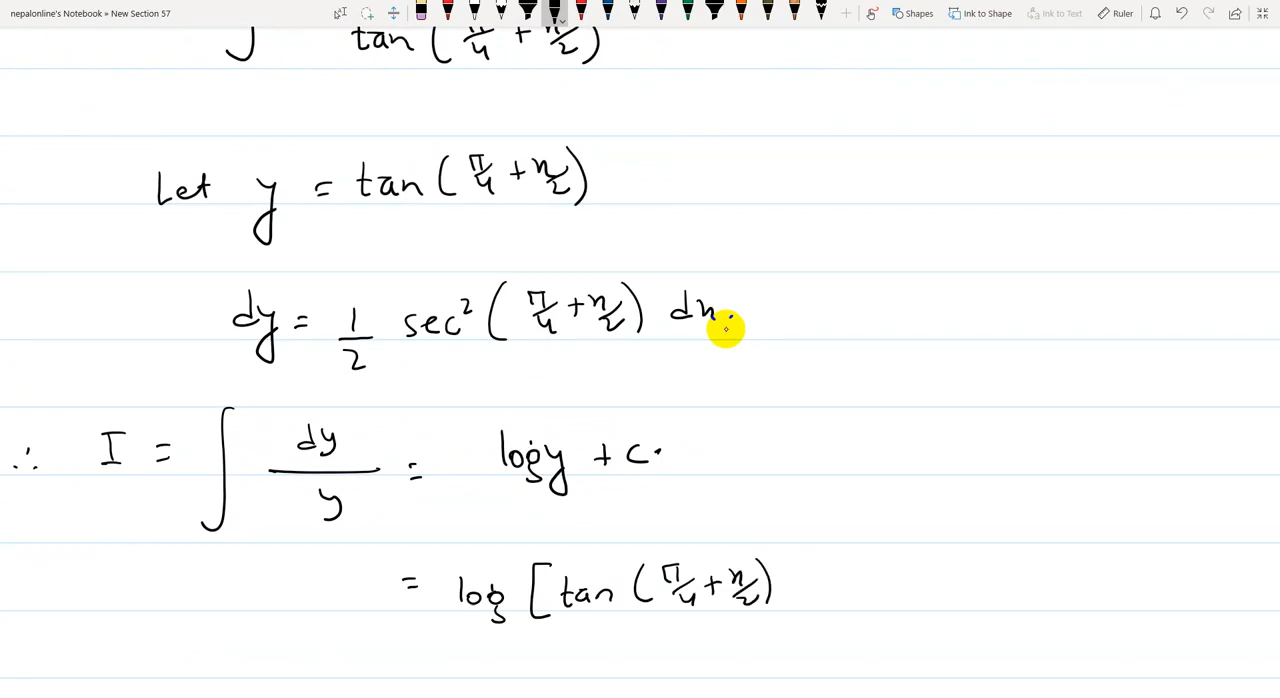 nepalonline's Notebook » New Section 57
Shapes Ink to Shape Ink to Text Ruler
∫ tan(π/4 + x/2)
Let y = tan(π/4 + x/2)
dy = 1/2 sec²(π/4 + x/2) dx.
∴ I = ∫ dy/y = log y + c.
= log [tan(π/4 + x/2)